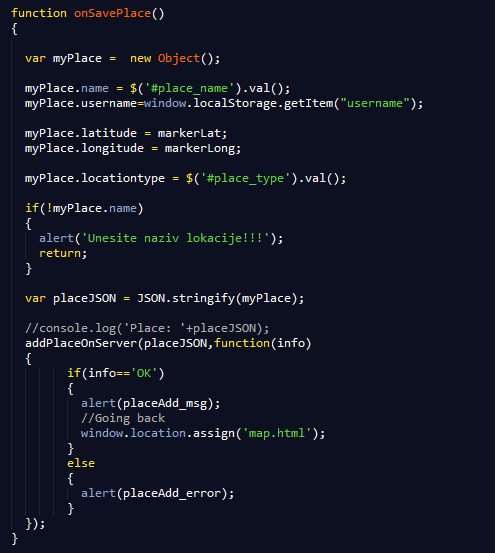 function onSavePlace()
{
var myPlace =  new Object();
myPlace.name = $('#place_name').val();
myPlace.username=window.localStorage.getItem("username");
myPlace.latitude = markerLat;
myPlace.longitude = markerLong;
myPlace.locationtype = $('#place_type').val();
if(!myPlace.name)
{
alert('Unesite naziv lokacije!!!');
return;
}
var placeJSON = JSON.stringify(myPlace);
//console.log('Place: '+placeJSON);
addPlaceOnServer(placeJSON,function(info)
{
if(info=='OK')
{
alert(placeAdd_msg);
//Going back
window.location.assign('map.html');
}
else
{
alert(placeAdd_error);
}
});
}